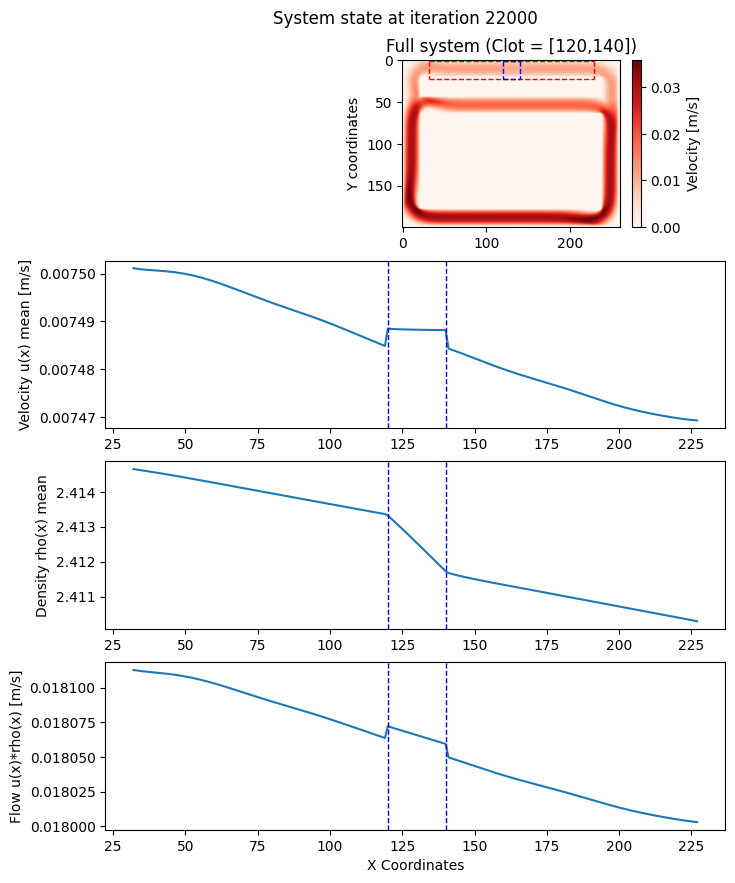 System state at iteration 22000
Full system (Clot = [120,140])
0
50
100
150
Y coordinates
0
100
200
0.03
0.02
0.01
0.00
Velocity [m/s]
0.00750
0.00749
0.00748
0.00747
Velocity u(x) mean [m/s]
25 50 75 100 125 150 175 200 225
2.414
2.413
2.412
2.411
Density rho(x) mean
25 50 75 100 125 150 175 200 225
0.018100
0.018075
0.018050
0.018025
0.018000
Flow u(x)*rho(x) [m/s]
25 50 75 100 125 150 175 200 225
X Coordinates